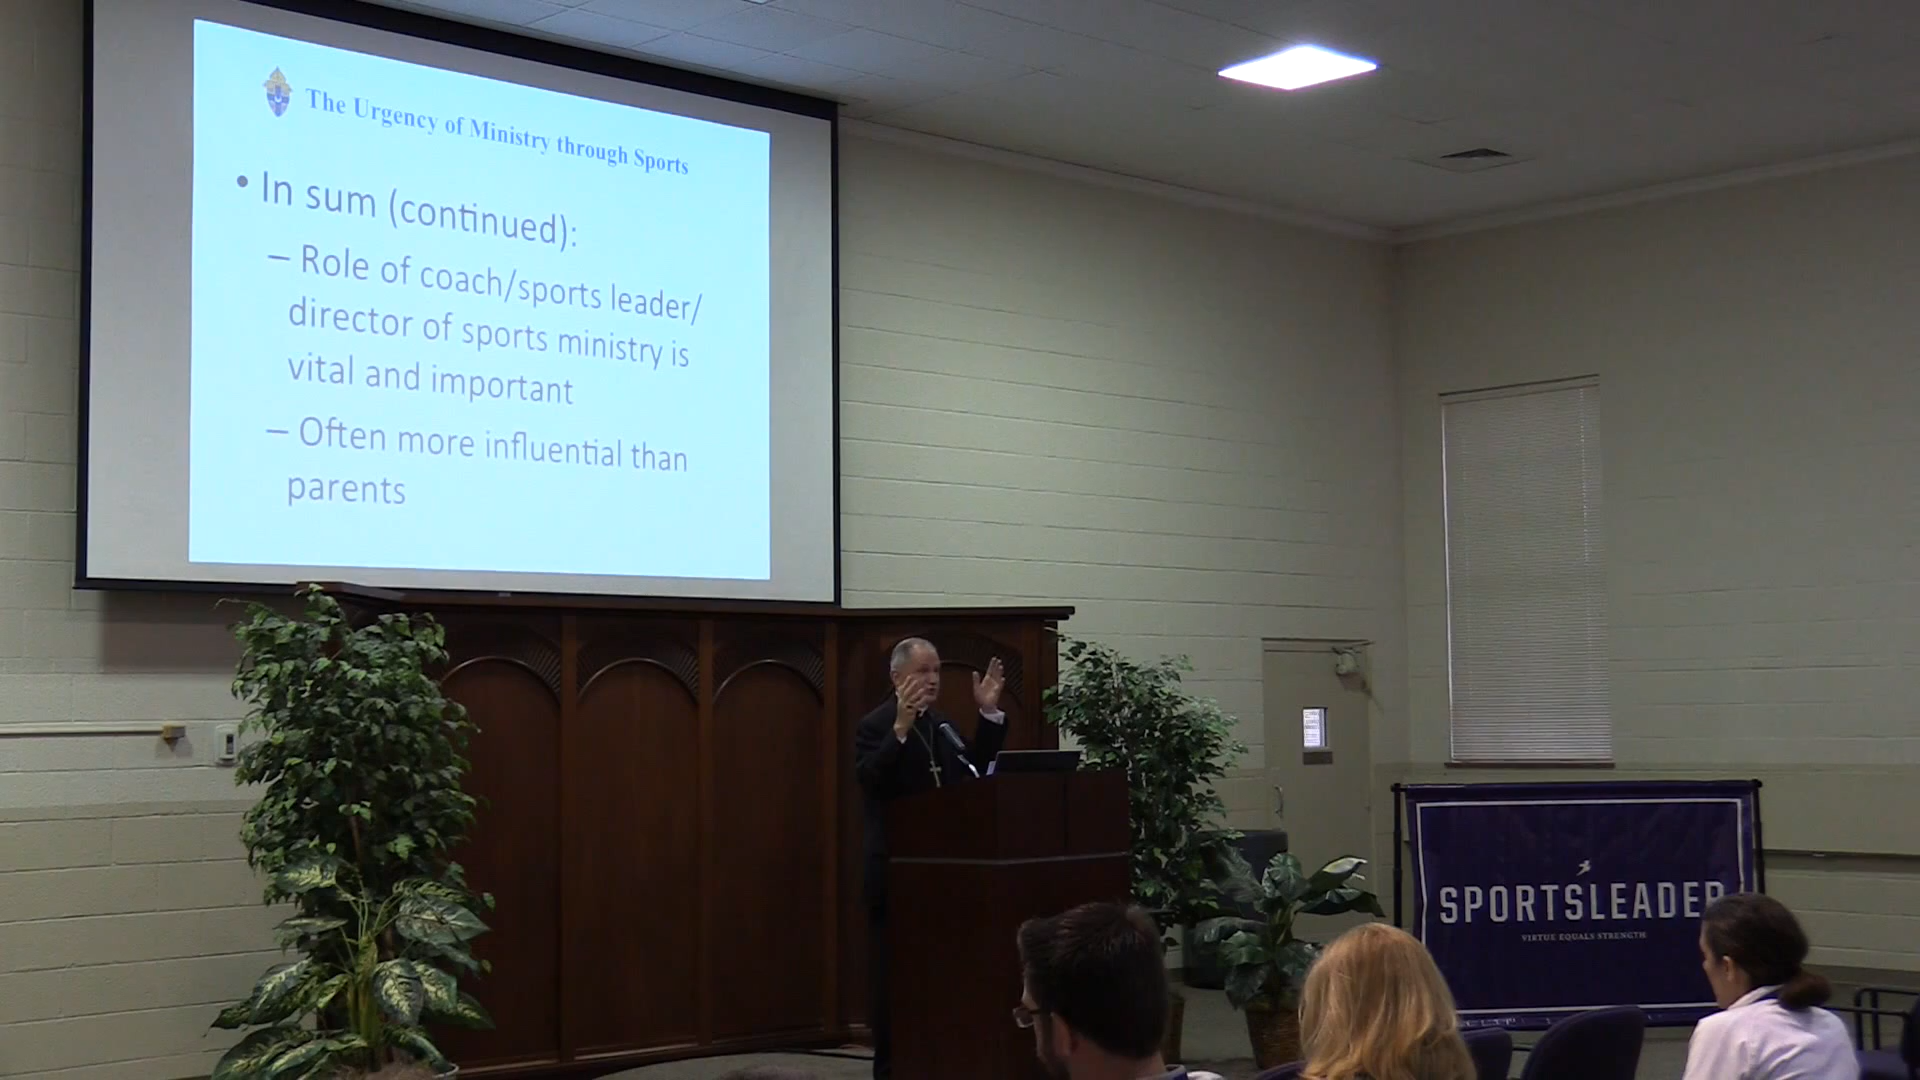 The Urgency of Ministry through Sports
• In sum (continued):
– Role of coach/sports leader/
director of sports ministry is
vital and important
– Often more influential than
parents
SPORTSLEADER
VIRTUE EQUALS STRENGTH